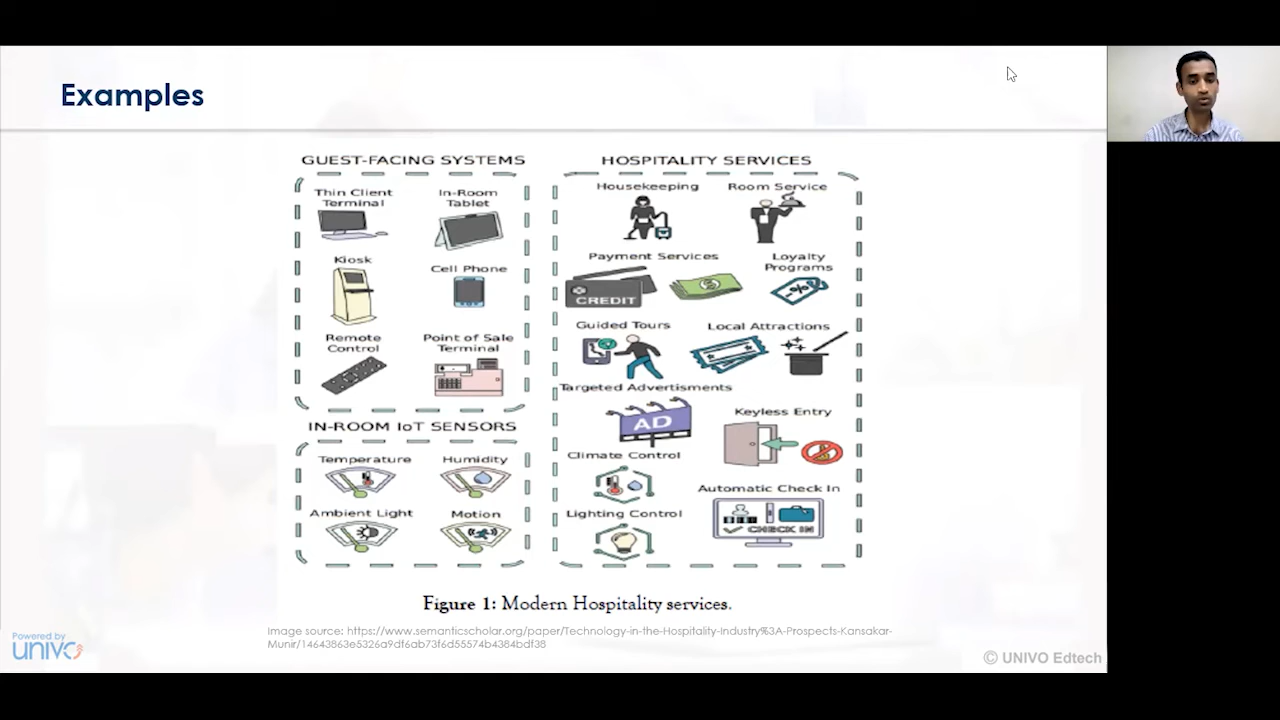 Examples
GUEST-FACING SYSTEMS
Thin Client
Terminal
In-Room
Tablet
Kiosk
Cell Phone
Remote
Control
Point of Sale
Terminal
IN-ROOM IoT SENSORS
Temperature
Humidity
Ambient Light
Motion
HOSPITALITY SERVICES
Housekeeping
Room Service
Payment Services
CREDIT
Loyalty
Programs
-%
Guided Tours
Local Attractions
Targeted Advertisments
AD
Keyless Entry
Climate Control
Automatic Check In
CHECK IN
Lighting Control
Figure 1: Modern Hospitality services.
Image source: https://www.semanticscholar.org/paper/Technology-in-the-Hospitality-Industry%3A-Prospects-Kansakar-
Munir/14643863e5326a9df6ab73f6d55574b4384bdf38
Powered by
univo
© UNIVO Edtech